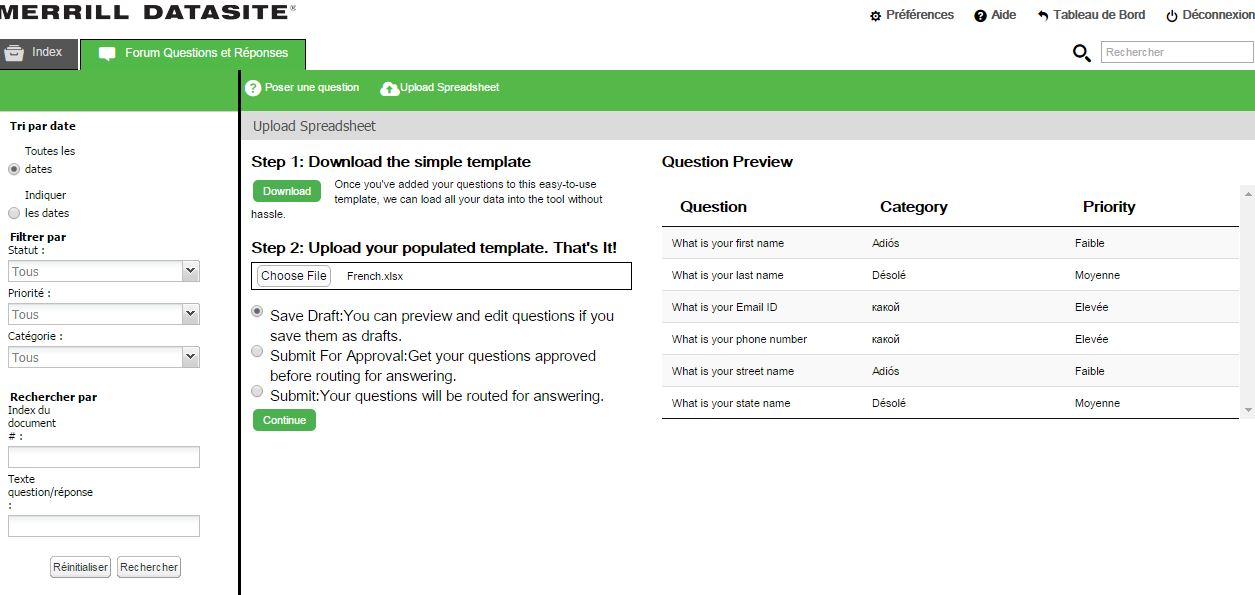 MERRILL DATASITE®
Préférences Aide Tableau de Bord Déconnexion
Index Forum Questions et Réponses Rechercher
Poser une question Upload Spreadsheet
Tri par date
Toutes les
dates
Indiquer
les dates
Filtrer par
Statut :
Tous
Priorité :
Tous
Catégorie :
Tous
Rechercher par
Index du
document
# :
Texte
question/réponse
:
Réinitialiser Rechercher
Upload Spreadsheet
Step 1: Download the simple template
Download Once you've added your questions to this easy-to-use
template, we can load all your data into the tool without
hassle.
Step 2: Upload your populated template. That's It!
Choose File French.xlsx
Save Draft:You can preview and edit questions if you
save them as drafts.
Submit For Approval:Get your questions approved
before routing for answering.
Submit:Your questions will be routed for answering.
Continue
Question Preview
Question Category Priority
What is your first name Adiós Faible
What is your last name Désolé Moyenne
What is your Email ID какой Elevée
What is your phone number какой Elevée
What is your street name Adiós Faible
What is your state name Désolé Moyenne